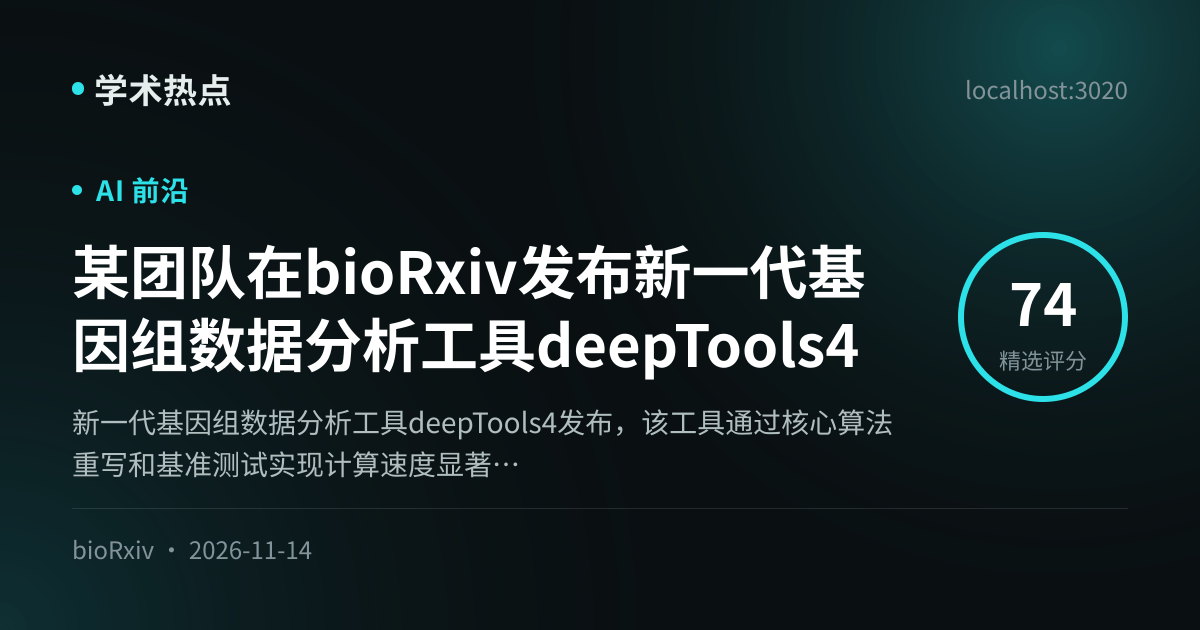 学术热点
localhost:3020
AI 前沿
某团队在bioRxiv发布新一代基
因组数据分析工具deepTools4
74
精选评分
新一代基因组数据分析工具deepTools4发布，该工具通过核心算法
重写和基准测试实现计算速度显著…
bioRxiv · 2026-11-14